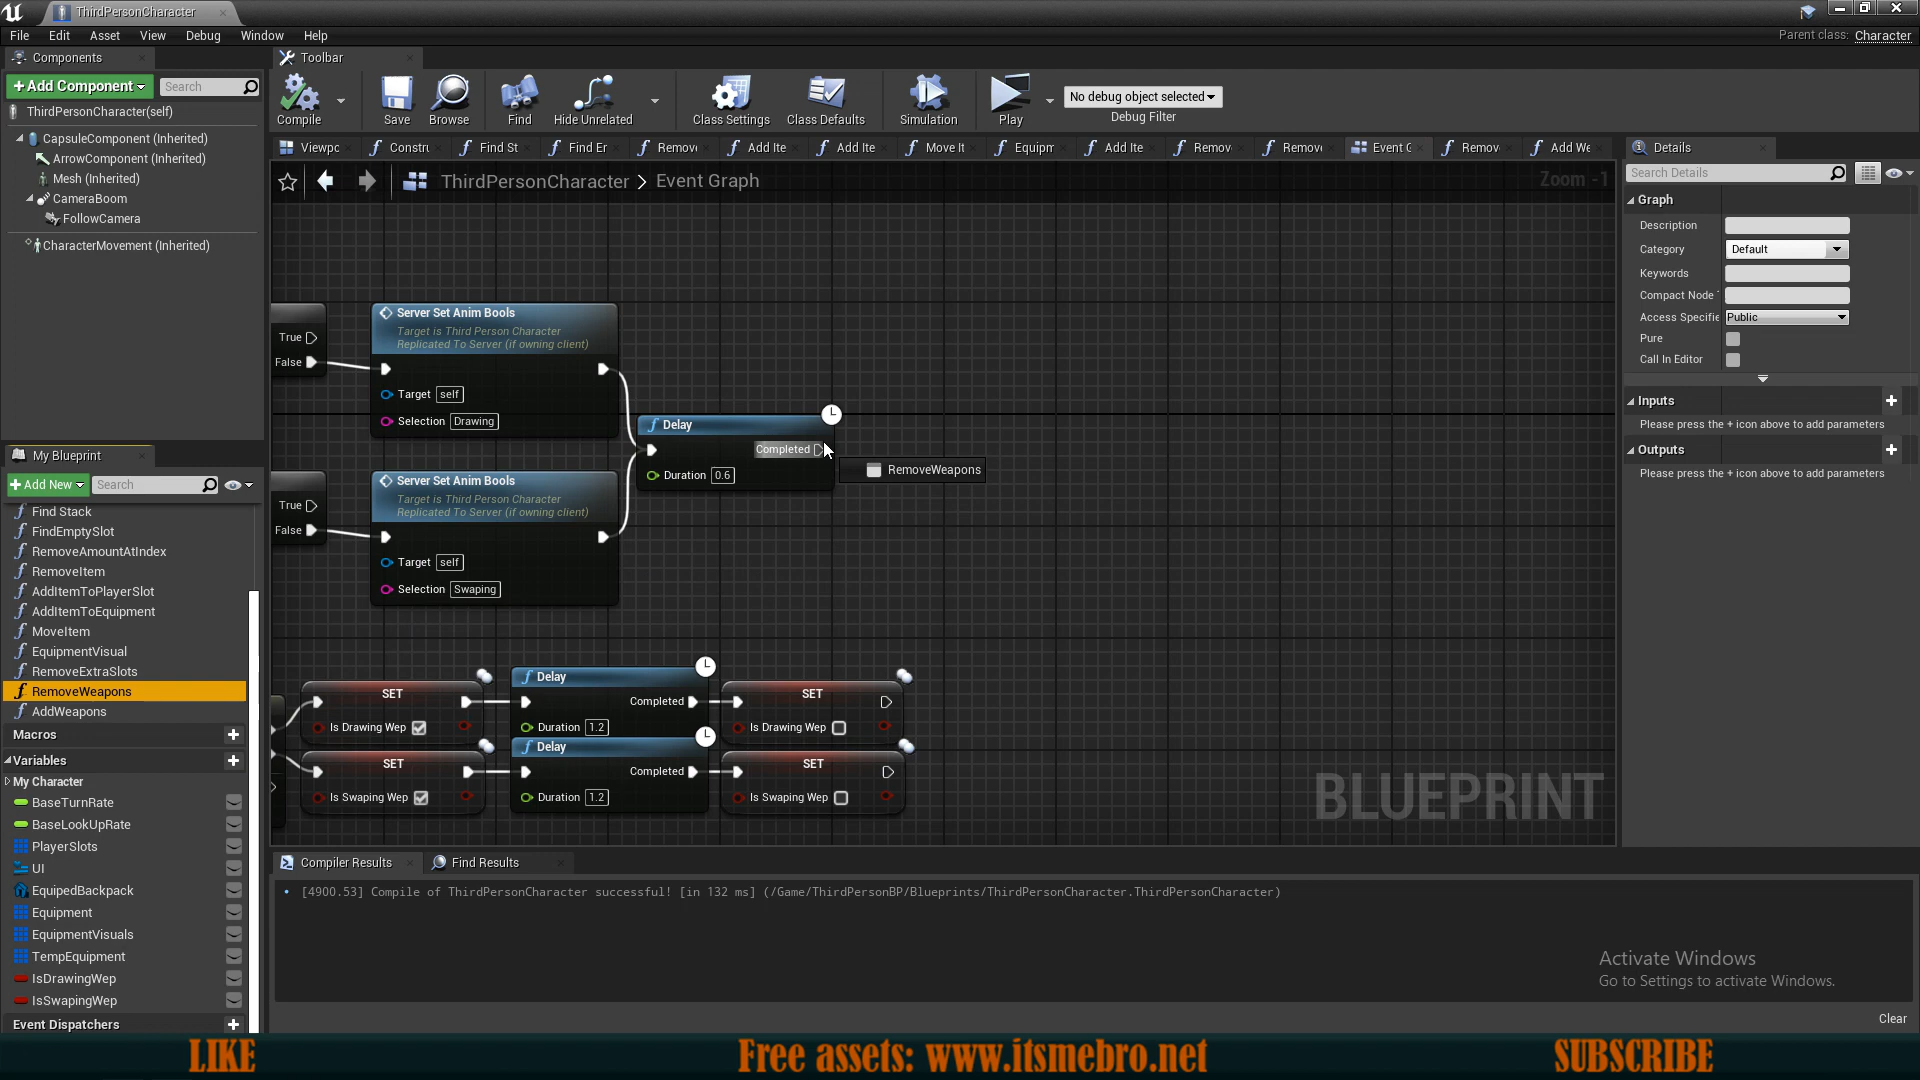 ThirdPersonCharacter
File Edit Asset View Debug Window Help
Parent class: Character
Components
Toolbar
+Add Component
Search
ThirdPersonCharacter(self)
CapsuleComponent (Inherited)
ArrowComponent (Inherited)
Mesh (Inherited)
CameraBoom
FollowCamera
CharacterMovement (Inherited)
Compile
Save
Browse
Find
Hide Unrelated
Class Settings
Class Defaults
Simulation
Play
No debug object selected
Debug Filter
Viewpc
Constru
Find St
Find Er
Remov
Add Ite
Add Ite
Move It
Equipm
Add Ite
Remov
Remov
Event G
Remov
Add We
ThirdPersonCharacter > Event Graph
Zoom -1
True
False
Server Set Anim Bools
Target is Third Person Character
Replicated To Server (if owning client)
Target self
Selection Drawing
Delay
Completed
Duration 0.6
RemoveWeapons
True
False
Server Set Anim Bools
Target is Third Person Character
Replicated To Server (if owning client)
Target self
Selection Swaping
SET
Is Drawing Wep
Delay
Completed
Duration 1.2
SET
Is Drawing Wep
SET
Is Swaping Wep
Delay
Completed
Duration 1.2
SET
Is Swaping Wep
BLUEPRINT
My Blueprint
+Add New
Search
Find Stack
FindEmptySlot
RemoveAmountAtIndex
RemoveItem
AddItemToPlayerSlot
AddItemToEquipment
MoveItem
EquipmentVisual
RemoveExtraSlots
RemoveWeapons
AddWeapons
Macros
Variables
My Character
BaseTurnRate
BaseLookUpRate
PlayerSlots
UI
EquipedBackpack
Equipment
EquipmentVisuals
TempEquipment
IsDrawingWep
IsSwapingWep
Event Dispatchers
Details
Search Details
Graph
Description
Category Default
Keywords
Compact Node
Access Specifie Public
Pure
Call In Editor
Inputs
Please press the + icon above to add parameters
Outputs
Please press the + icon above to add parameters
Compiler Results
Find Results
[4900.53] Compile of ThirdPersonCharacter successful! [in 132 ms] (/Game/ThirdPersonBP/Blueprints/ThirdPersonCharacter.ThirdPersonCharacter)
Activate Windows
Go to Settings to activate Windows.
Clear
LIKE
Free assets: www.itsmebro.net
SUBSCRIBE